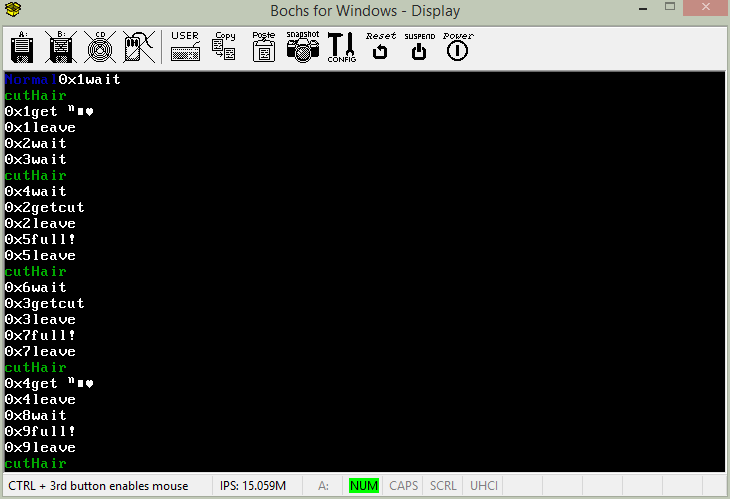 Bochs for Windows - Display
A:
B:
CD
USER
Copy
Paste
Snapshot
CONFIG
Reset
SUSPEND
Power
Normal0x1wait
cutHair
0x1get ⁿ∎♥
0x1leave
0x2wait
0x3wait
cutHair
0x4wait
0x2getcut
0x2leave
0x5full!
0x5leave
cutHair
0x6wait
0x3getcut
0x3leave
0x7full!
0x7leave
cutHair
0x4get ⁿ∎♥
0x4leave
0x8wait
0x9full!
0x9leave
cutHair
CTRL + 3rd button enables mouse IPS: 15.059M A: NUM CAPS SCRL UHCI